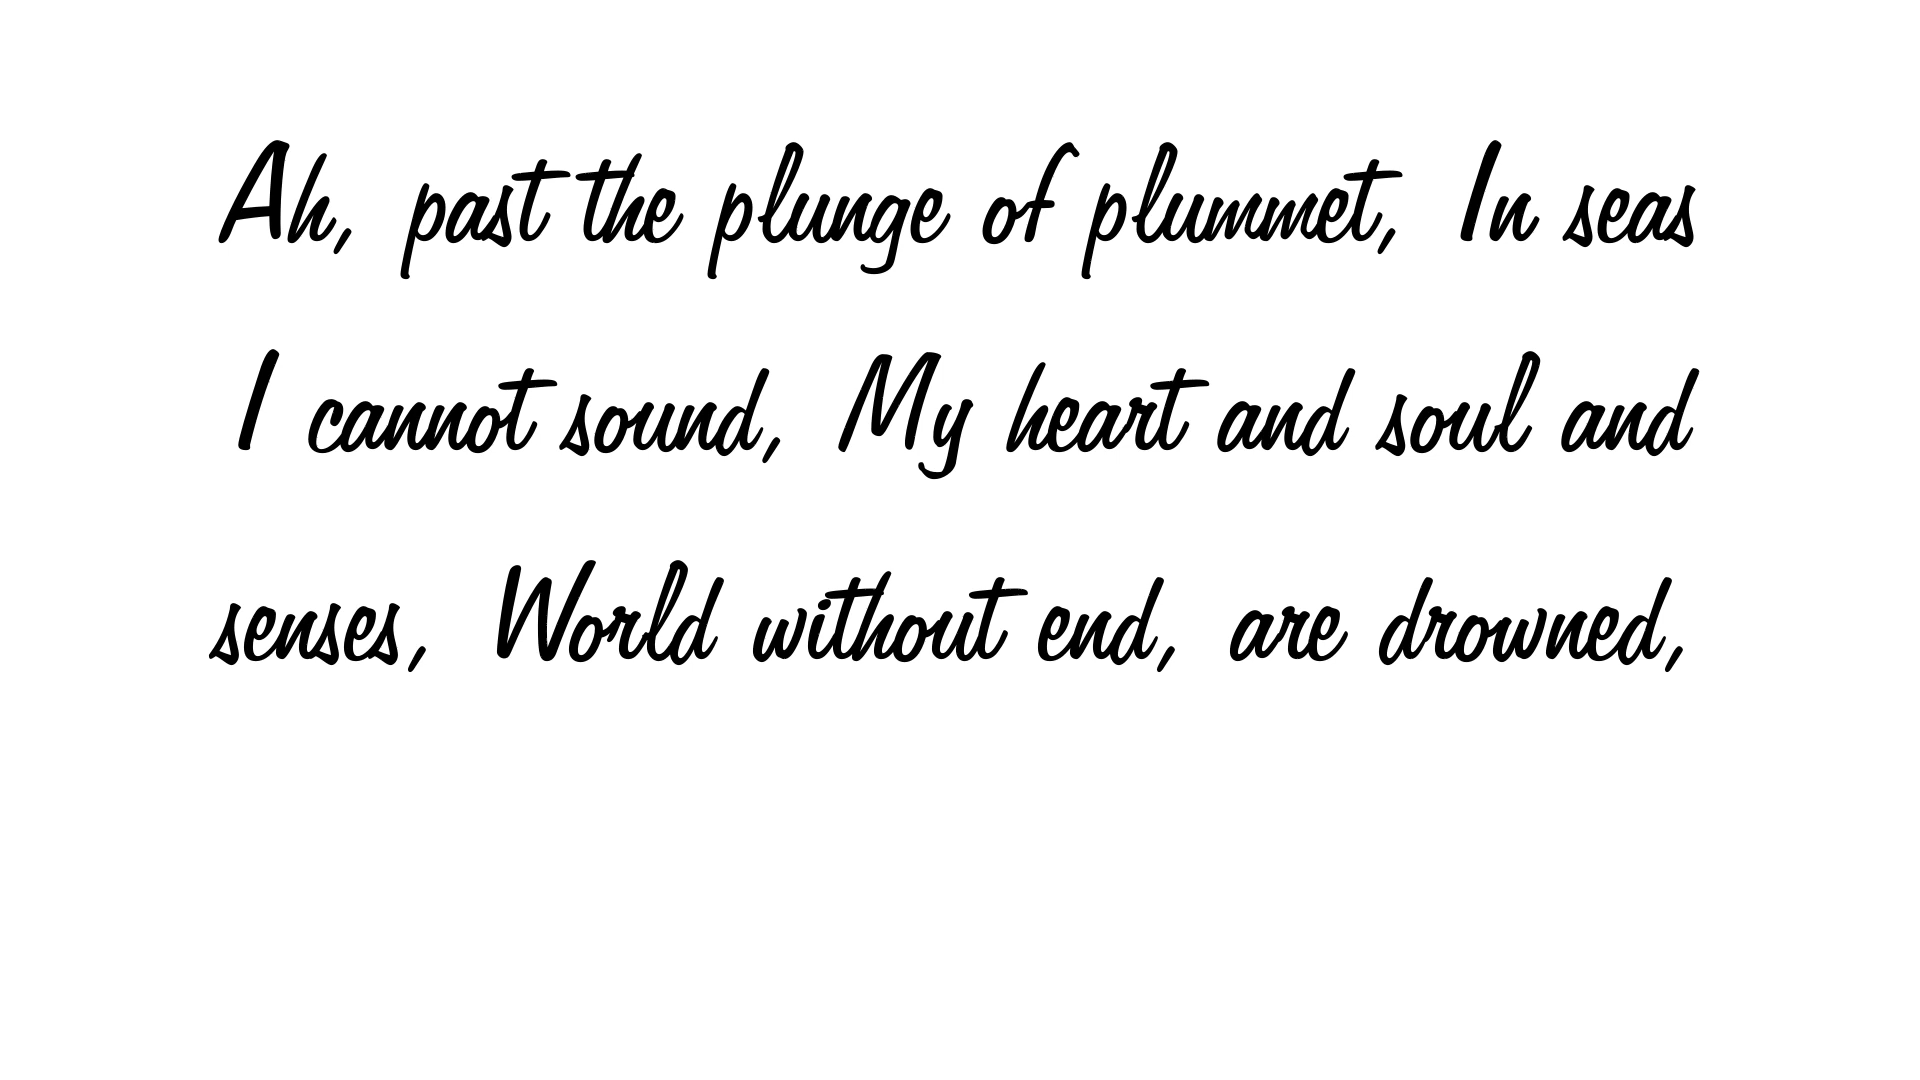 Ah, past the plunge of plummet, In seas
I cannot sound, My heart and soul and
senses, World without end, are drowned,